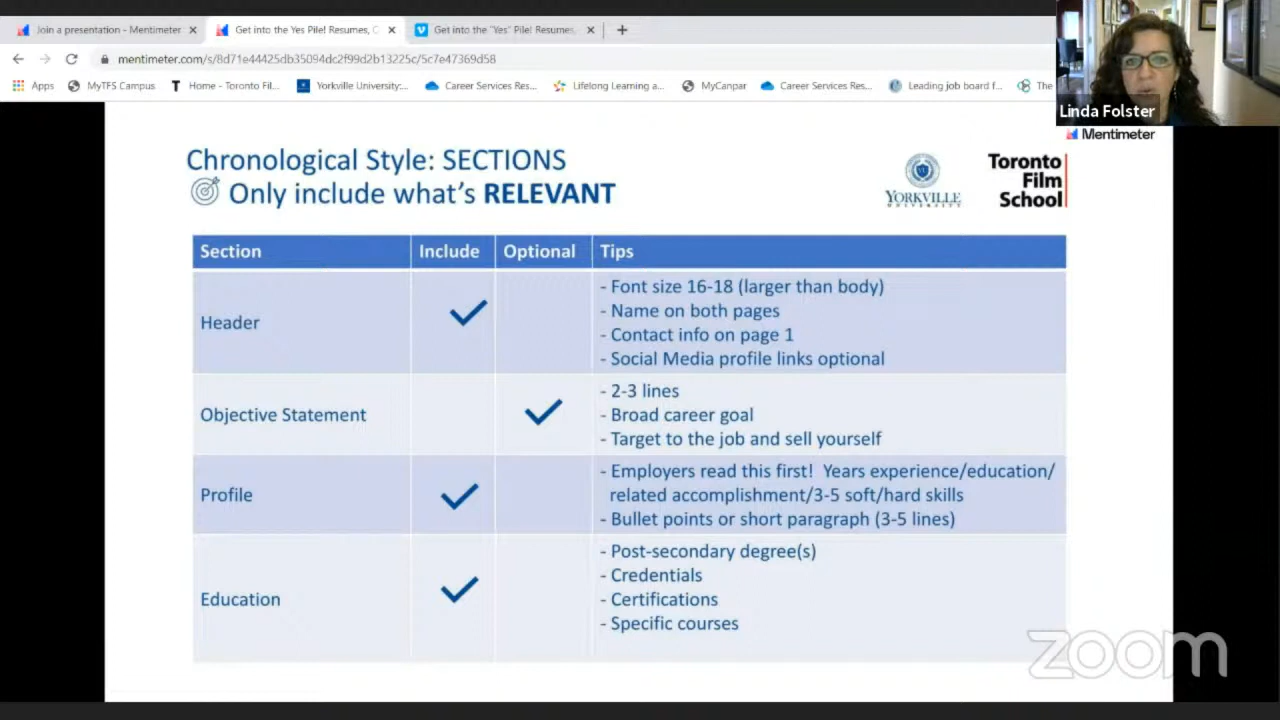 Join a presentation - Mentimeter
Get into the Yes Pile! Resumes, C
Get into the "Yes" Pile! Resumes,
mentimeter.com/s/8d71e44425db35094dc2f99d2b13225c/5c7e47369d58
Apps
MyTFS Campus
Home - Toronto Fil...
Yorkville University:...
Career Services Res...
Lifelong Learning a...
MyCanpar
Career Services Res...
Leading job board f...
The
Linda Folster
Mentimeter
Chronological Style: SECTIONS
Only include what's RELEVANT
YORKVILLE
UNIVERSITY
Toronto
Film
School
Section Include Optional Tips
Header
- Font size 16-18 (larger than body)
- Name on both pages
- Contact info on page 1
- Social Media profile links optional
Objective Statement
- 2-3 lines
- Broad career goal
- Target to the job and sell yourself
Profile
- Employers read this first! Years experience/education/
related accomplishment/3-5 soft/hard skills
- Bullet points or short paragraph (3-5 lines)
Education
- Post-secondary degree(s)
- Credentials
- Certifications
- Specific courses
zoom